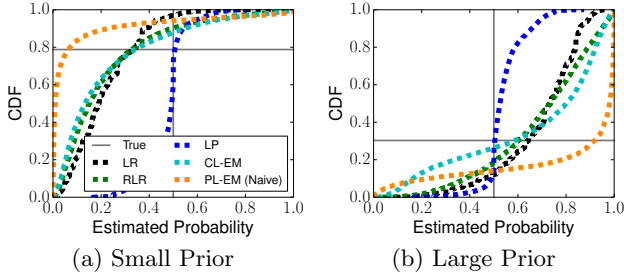 1.0
0.8
0.6
0.4
0.2
0.0
CDF
0.0 0.2 0.4 0.6 0.8 1.0
Estimated Probability
True
LR
RLR
LP
CL-EM
PL-EM (Naive)
(a) Small Prior
1.0
0.8
0.6
0.4
0.2
0.0
CDF
0.0 0.2 0.4 0.6 0.8 1.0
Estimated Probability
(b) Large Prior